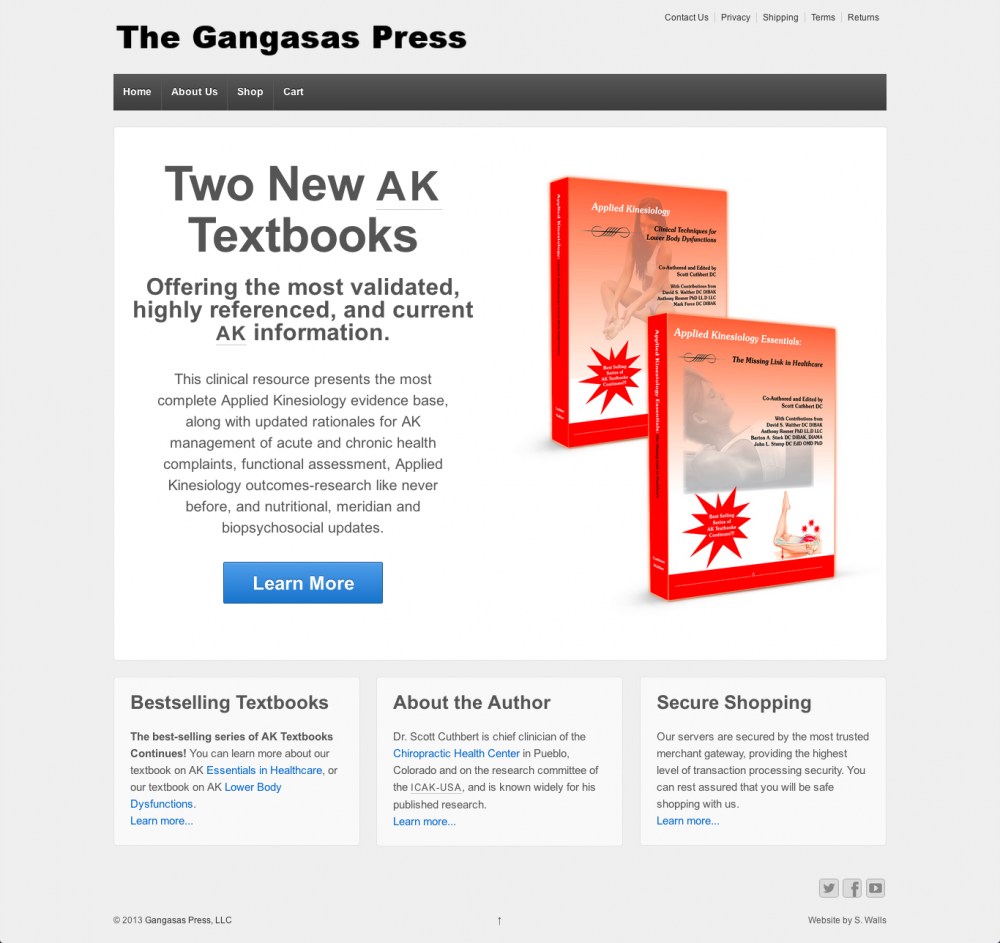 Contact Us
Privacy
Shipping
Terms
Returns
The Gangasas Press
Home
About Us
Shop
Cart
Two New AK
Textbooks
Offering the most validated,
highly referenced, and current
AK information.
This clinical resource presents the most
complete Applied Kinesiology evidence base,
along with updated rationales for AK
management of acute and chronic health
complaints, functional assessment, Applied
Kinesiology outcomes-research like never
before, and nutritional, meridian and
biopsychosocial updates.
Learn More
Applied Kinesiology
Clinical Techniques for
Lower Body Dysfunctions
Co-Authored and Edited by
Scott Cuthbert DC
With Contributions from
David S. Walther DC DIBAK
Anthony Rosner PhD LL.D LLC
Mark Force DC DIBAK
Best Selling
Series of
AK Textbooks
Continues!!!
Applied Kinesiology:
Applied Kinesiology Essentials:
The Missing Link in Healthcare
Co-Authored and Edited by
Scott Cuthbert DC
With Contributions from
David S. Walther DC DIBAK
Anthony Rosner PhD LL.D LLC
Barton A. Stark DC DIBAK, DIAMA
John L. Stump DC EdD OMD PhD
Best Selling
Series of
AK Textbooks
Continues!!!
Applied Kinesiology Essentials:
Bestselling Textbooks
The best-selling series of AK Textbooks
Continues! You can learn more about our
textbook on AK Essentials in Healthcare, or
our textbook on AK Lower Body
Dysfunctions.
Learn more...
About the Author
Dr. Scott Cuthbert is chief clinician of the
Chiropractic Health Center in Pueblo,
Colorado and on the research committee of
the ICAK-USA, and is known widely for his
published research.
Learn more...
Secure Shopping
Our servers are secured by the most trusted
merchant gateway, providing the highest
level of transaction processing security. You
can rest assured that you will be safe
shopping with us.
Learn more...
© 2013 Gangasas Press, LLC
↑
Website by S. Walls